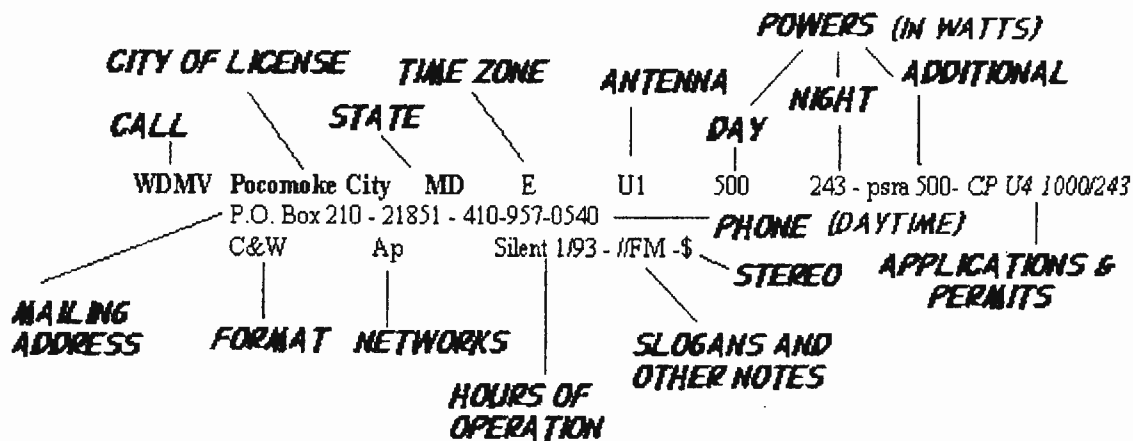 POWERS (IN WATTS)
CITY OF LICENSE TIME ZONE ANTENNA ADDITIONAL
NIGHT
CALL STATE DAY
WDMV Pocomoke City MD E U1 500 243 - psra 500- CP U4 1000/243
P.O. Box 210 - 21851 - 410-957-0540 PHONE (DAYTIME)
C&W Ap Silent 1/93 - //FM -$ STEREO APPLICATIONS &
PERMITS
MAILING
ADDRESS FORMAT NETWORKS SLOGANS AND
OTHER NOTES
HOURS OF
OPERATION